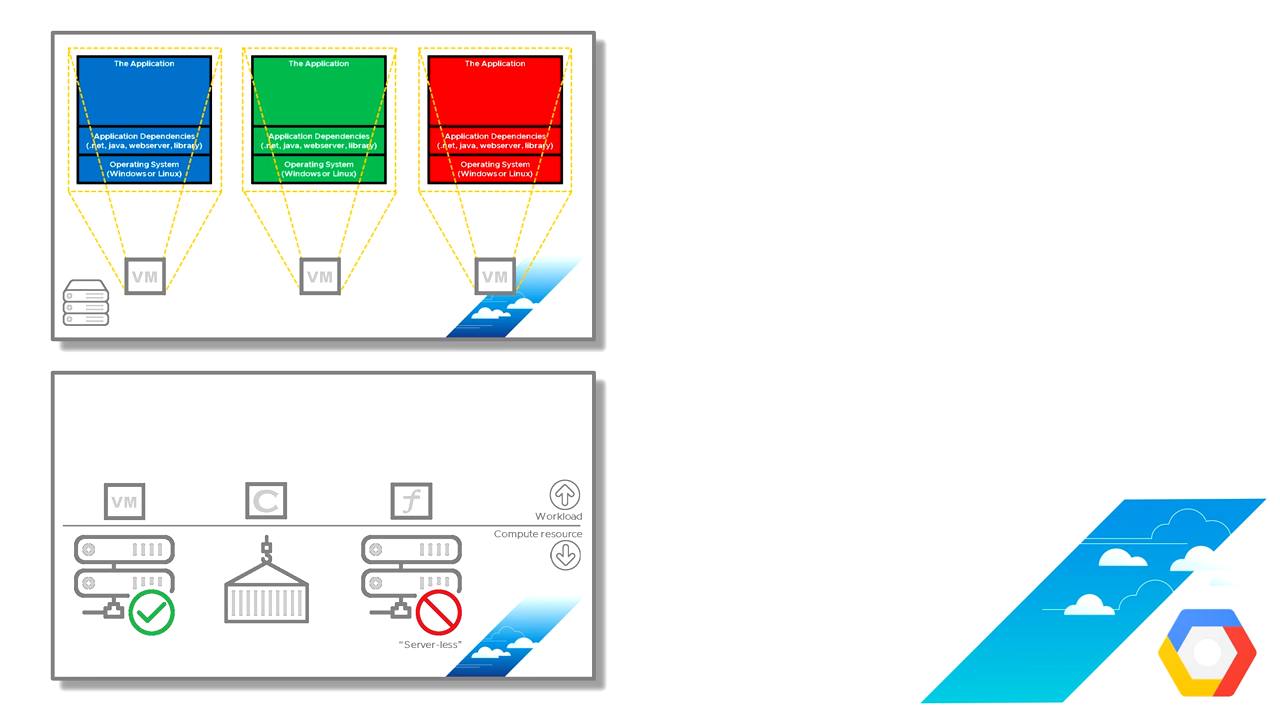 The Application
Application Dependencies
(.net, java, webserver, library)
Operating System
(Windows or Linux)
VM
The Application
Application Dependencies
(.net, java, webserver, library)
Operating System
(Windows or Linux)
VM
The Application
Application Dependencies
(.net, java, webserver, library)
Operating System
(Windows or Linux)
VM
VM
C
f
Workload
Compute resource
"Server-less"